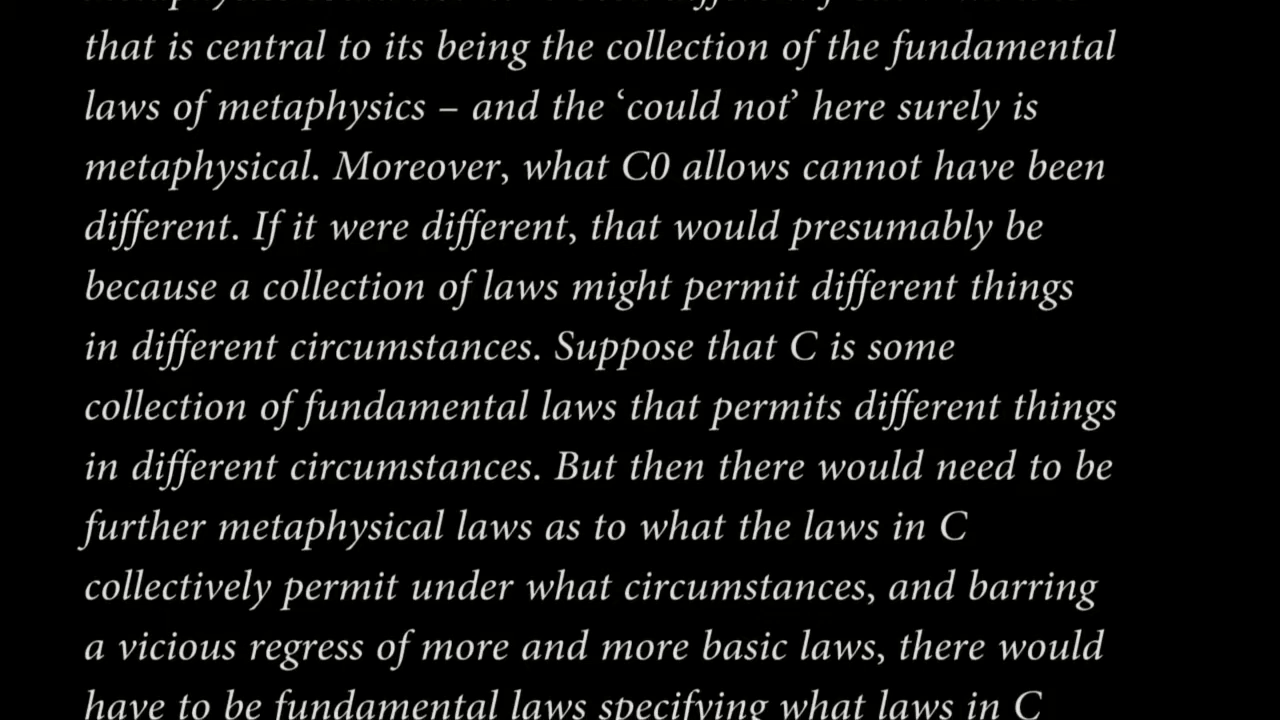 that is central to its being the collection of the fundamental
laws of metaphysics – and the ‘could not’ here surely is
metaphysical. Moreover, what C0 allows cannot have been
different. If it were different, that would presumably be
because a collection of laws might permit different things
in different circumstances. Suppose that C is some
collection of fundamental laws that permits different things
in different circumstances. But then there would need to be
further metaphysical laws as to what the laws in C
collectively permit under what circumstances, and barring
a vicious regress of more and more basic laws, there would
have to be fundamental laws specifying what laws in C